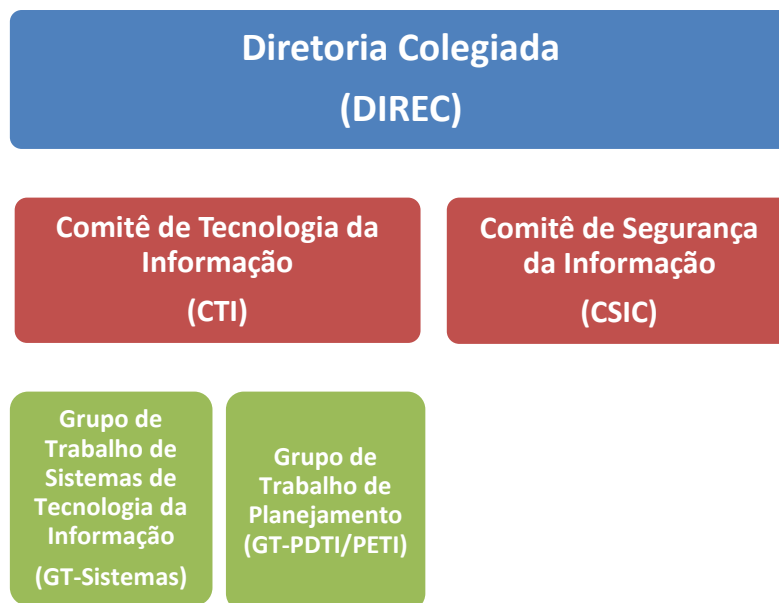 Diretoria Colegiada
(DIREC)
Comitê de Tecnologia da
Informação
(CTI)
Comitê de Segurança
da Informação
(CSIC)
Grupo de
Trabalho de
Sistemas de
Tecnologia da
Informação
(GT-Sistemas)
Grupo de
Trabalho de
Planejamento
(GT-PDTI/PETI)